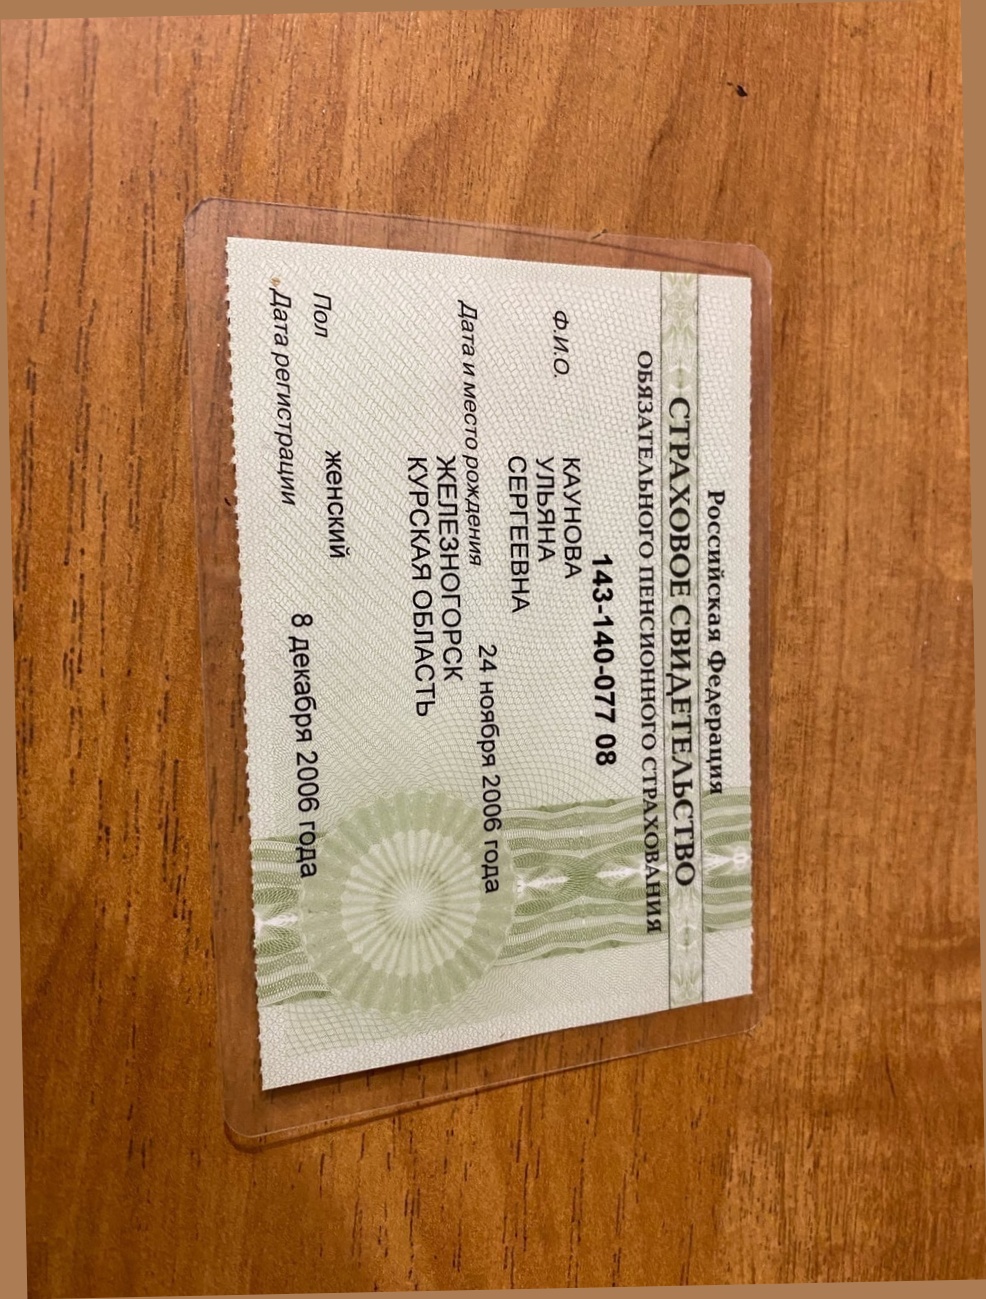 Российская Федерация
СТРАХОВОЕ СВИДЕТЕЛЬСТВО
ОБЯЗАТЕЛЬНОГО ПЕНСИОННОГО СТРАХОВАНИЯ
143-140-077 08
Ф.И.О. КАУНОВА
УЛЬЯНА
СЕРГЕЕВНА
Дата и место рождения 24 ноября 2006 года
ЖЕЛЕЗНОГОРСК
КУРСКАЯ ОБЛАСТЬ
Пол женский
Дата регистрации 8 декабря 2006 года